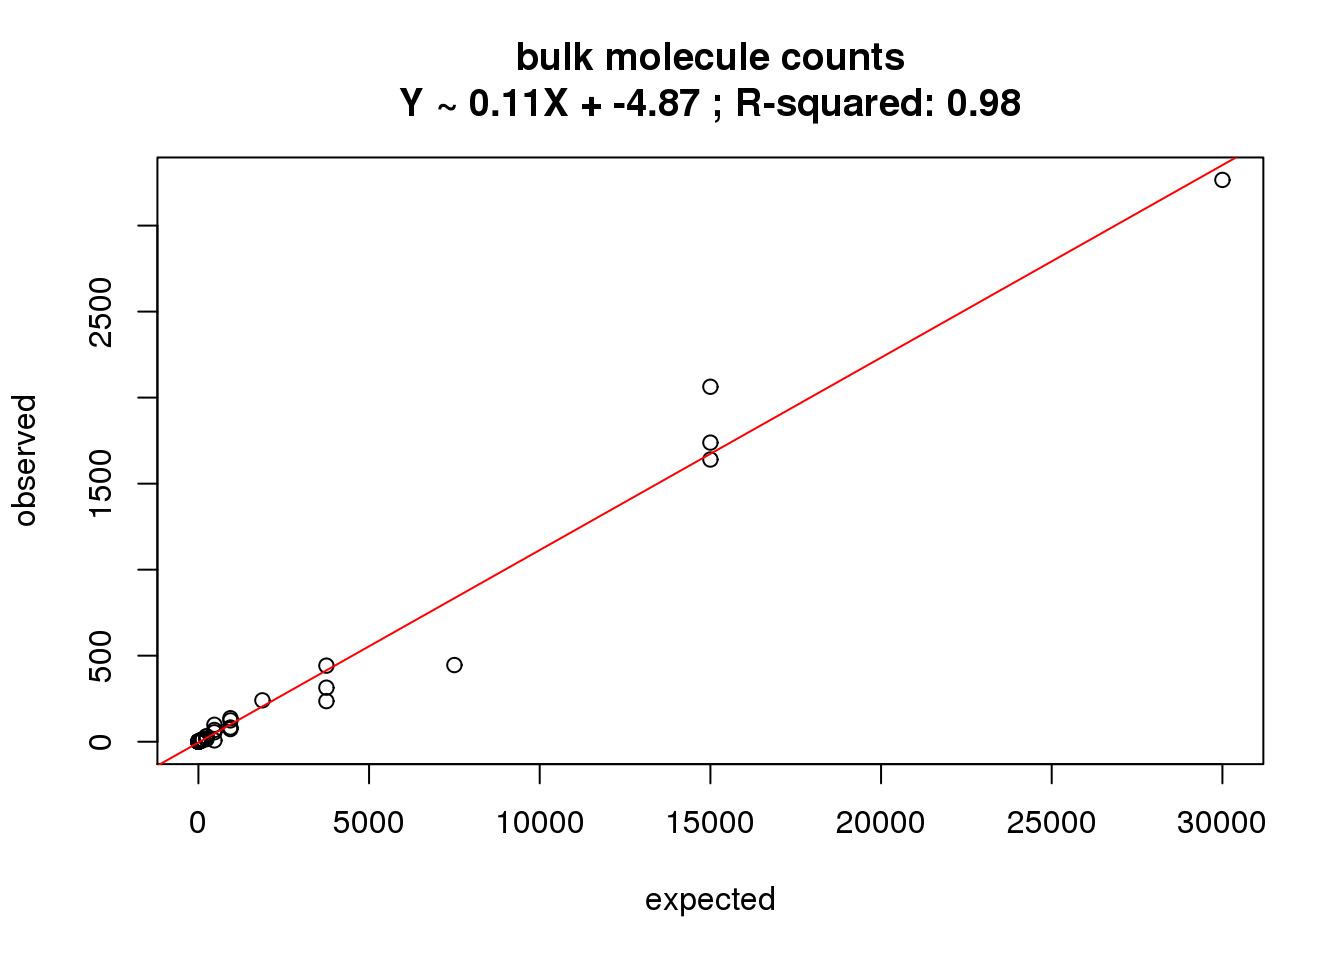 bulk molecule counts
Y ~ 0.11X + -4.87 ; R-squared: 0.98
observed
2500
1500
500
0
0 5000 10000 15000 20000 25000 30000
expected